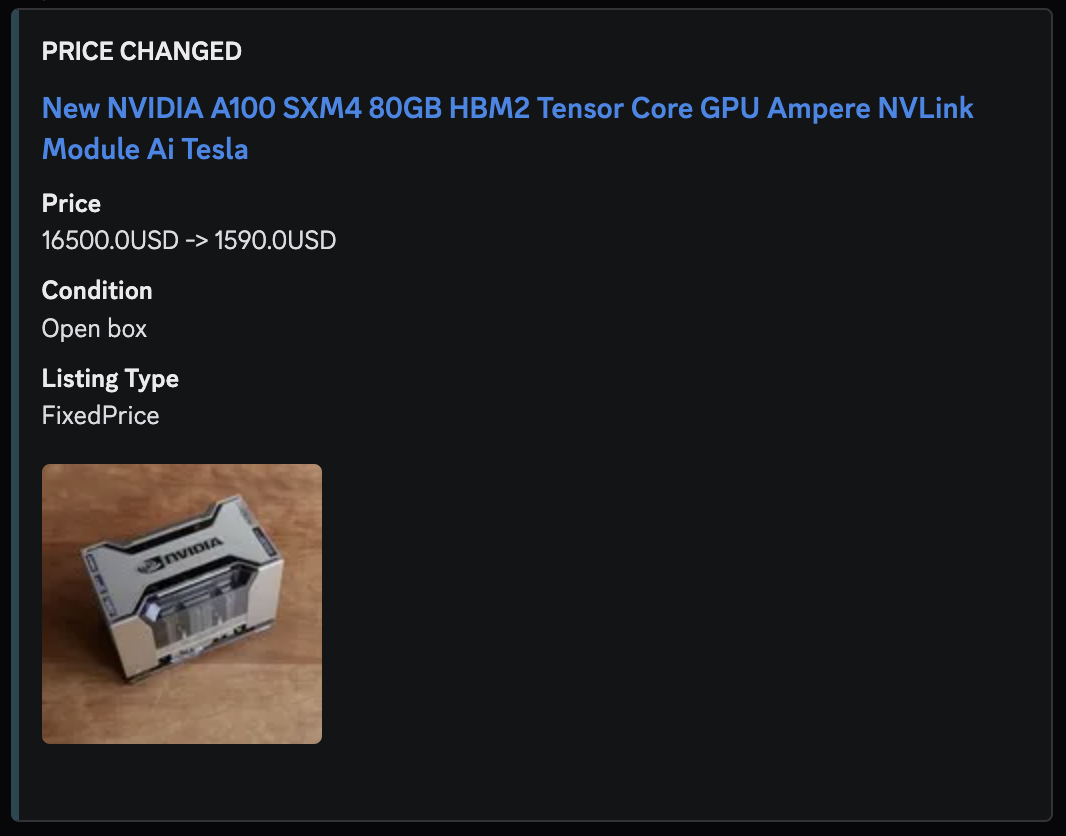 PRICE CHANGED
New NVIDIA A100 SXM4 80GB HBM2 Tensor Core GPU Ampere NVLink
Module Ai Tesla
Price
16500.0USD -> 1590.0USD
Condition
Open box
Listing Type
FixedPrice
NVIDIA